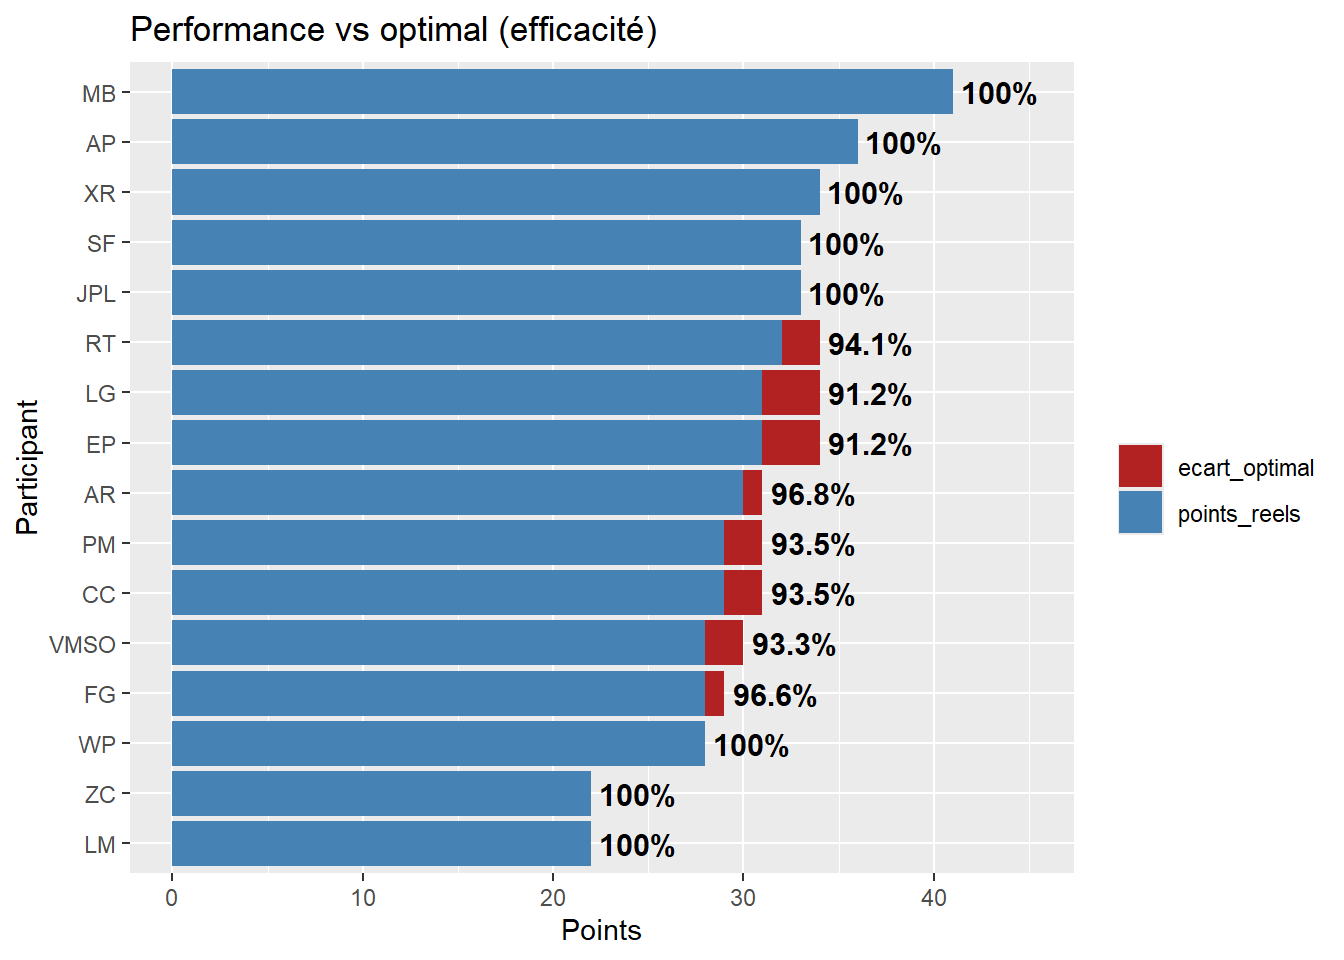 Performance vs optimal (efficacité)
Participant
MB 100%
AP 100%
XR 100%
SF 100%
JPL 100%
RT 94.1%
LG 91.2%
EP 91.2%
AR 96.8%
PM 93.5%
CC 93.5%
VMSO 93.3%
FG 96.6%
WP 100%
ZC 100%
LM 100%
0 10 20 30 40
Points
ecart_optimal
points_reels